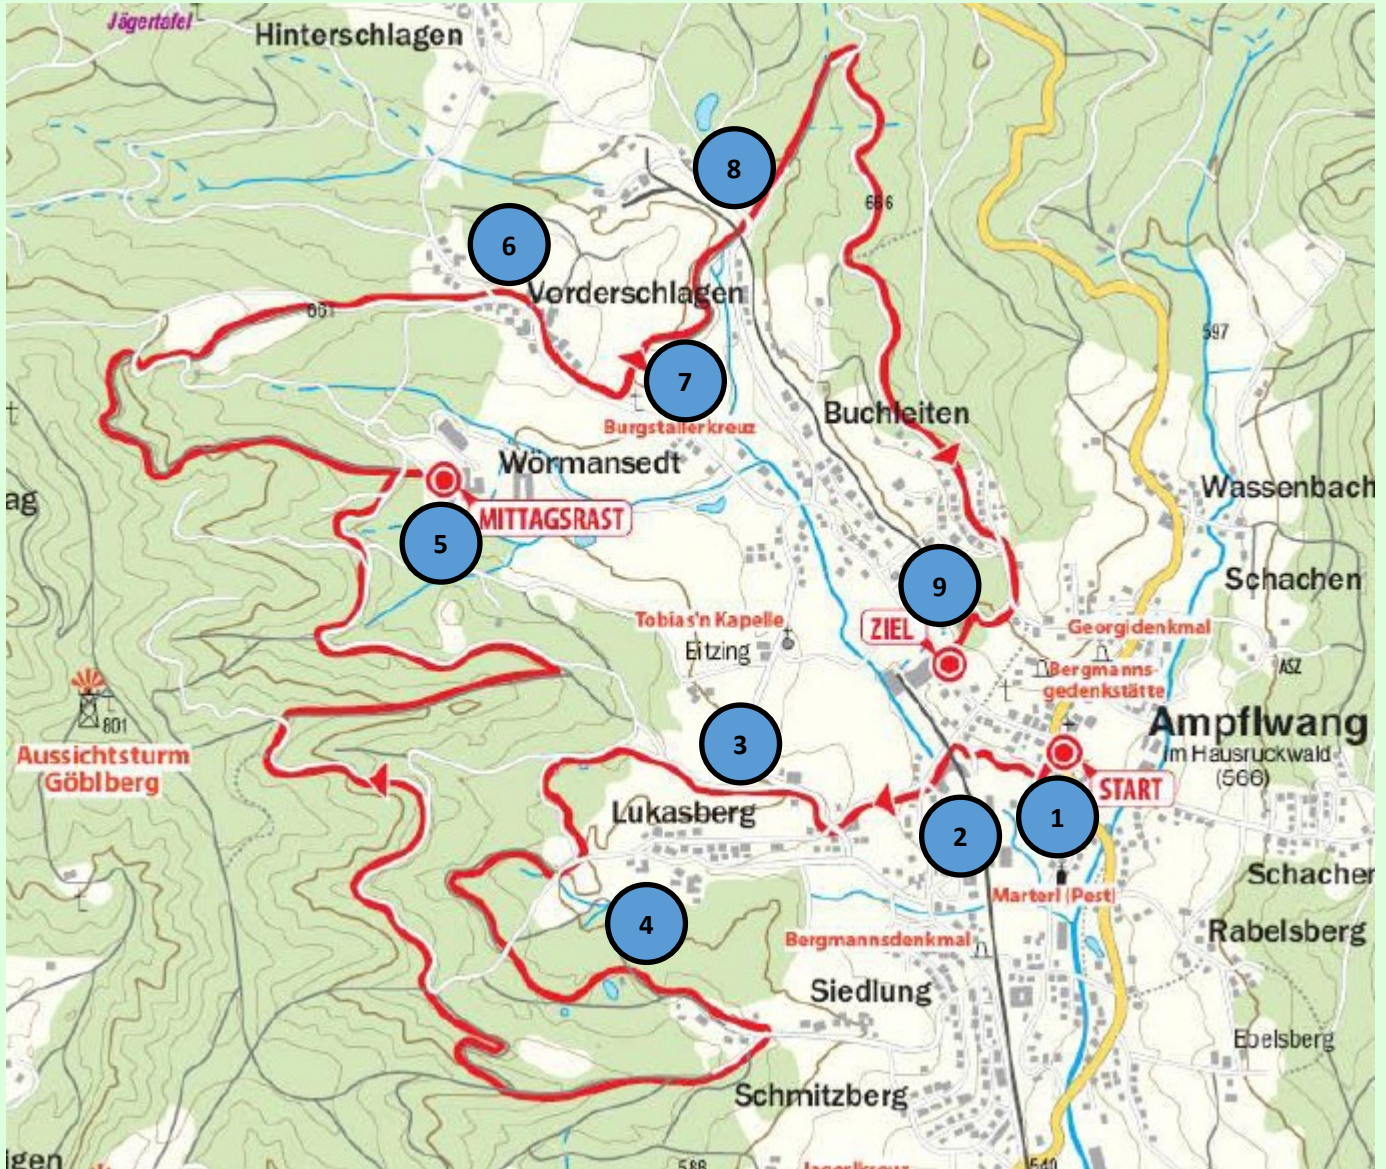 Jägertafel
Hinterschlagen
8
666
6
Vorderschlagen
661
597
7
Buchleiten
Burgstallerkreuz
Wörmansedt
ag
Wassenbach
MITTAGSRAST
5
Schachen
9
Tobias'n Kapelle
ZIEL
Georgidenkmal
Eitzing
ASZ
Bergmanns-
gedenkstätte
801
Aussichtsturm
Göblberg
3
Ampflwang
im Hausruckwald
(566)
START
Lukasberg
1
2
Schacher
Marterl (Pest)
4
Rabelsberg
Bergmannsdenkmal
Siedlung
Ebelsberg
Schmitzberg
588
540